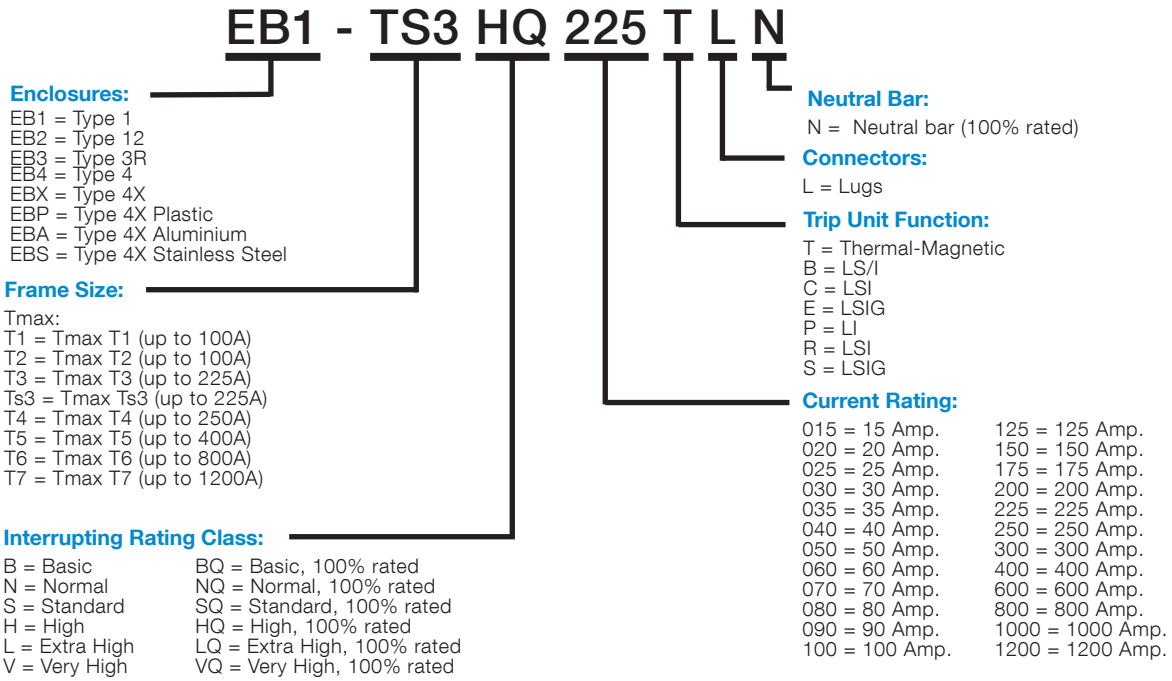 EB1 - TS3 HQ 225 T L N
Enclosures:
EB1 = Type 1
EB2 = Type 12
EB3 = Type 3R
EB4 = Type 4
EBX = Type 4X
EBP = Type 4X Plastic
EBA = Type 4X Aluminium
EBS = Type 4X Stainless Steel
Frame Size:
Tmax:
T1 = Tmax T1 (up to 100A)
T2 = Tmax T2 (up to 100A)
T3 = Tmax T3 (up to 225A)
Ts3 = Tmax Ts3 (up to 225A)
T4 = Tmax T4 (up to 250A)
T5 = Tmax T5 (up to 400A)
T6 = Tmax T6 (up to 800A)
T7 = Tmax T7 (up to 1200A)
Interrupting Rating Class:
B = Basic
N = Normal
S = Standard
H = High
L = Extra High
V = Very High
BQ = Basic, 100% rated
NQ = Normal, 100% rated
SQ = Standard, 100% rated
HQ = High, 100% rated
LQ = Extra High, 100% rated
VQ = Very High, 100% rated
Neutral Bar:
N = Neutral bar (100% rated)
Connectors:
L = Lugs
Trip Unit Function:
T = Thermal-Magnetic
B = LS/I
C = LSI
E = LSIG
P = LI
R = LSI
S = LSIG
Current Rating:
015 = 15 Amp.
020 = 20 Amp.
025 = 25 Amp.
030 = 30 Amp.
035 = 35 Amp.
040 = 40 Amp.
050 = 50 Amp.
060 = 60 Amp.
070 = 70 Amp.
080 = 80 Amp.
090 = 90 Amp.
100 = 100 Amp.
125 = 125 Amp.
150 = 150 Amp.
175 = 175 Amp.
200 = 200 Amp.
225 = 225 Amp.
250 = 250 Amp.
300 = 300 Amp.
400 = 400 Amp.
600 = 600 Amp.
800 = 800 Amp.
1000 = 1000 Amp.
1200 = 1200 Amp.